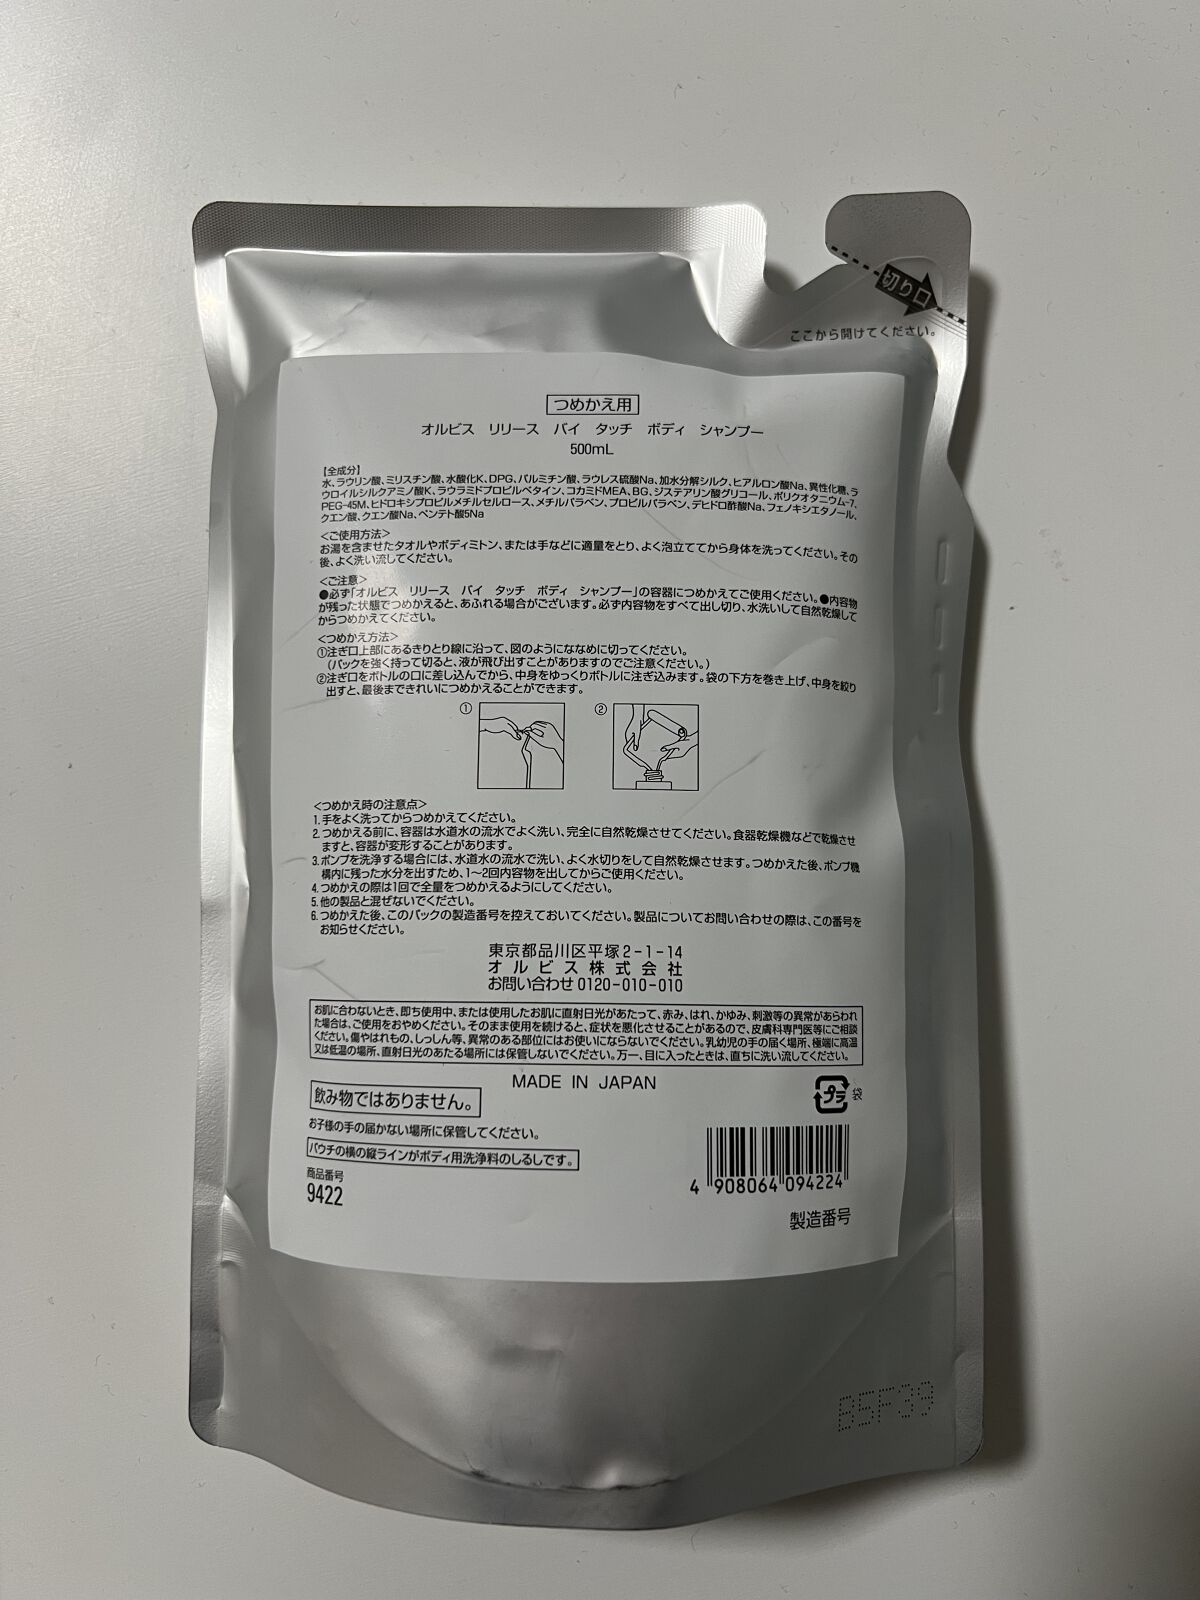 切り口
ここから開けてください。
つめかえ用
オルビス リリース バイ タッチ ボディ シャンプー
500mL
【全成分】
水、ラウリン酸、ミリスチン酸、水酸化K、DPG、パルミチン酸、ラウレス硫酸Na、加水分解シルク、ヒアルロン酸Na、異性化糖、ラ
ウロイルシルクアミノ酸K、ラウラミドプロピルベタイン、コカミドMEA、BG、ジステアリン酸グリコール、ポリクオタニウム-7、
PEG-45M、ヒドロキシプロピルメチルセルロース、メチルパラベン、プロピルパラベン、デヒドロ酢酸Na、フェノキシエタノール、
クエン酸、クエン酸Na、ペンテト酸5Na
<ご使用方法>
お湯を含ませたタオルやボディミトン、または手などに適量をとり、よく泡立ててから身体を洗ってください。その
後、よく洗い流してください。
<ご注意>
●必ず「オルビス リリース バイ タッチ ボディ シャンプー」の容器につめかえてご使用ください。●内容物
が残った状態でつめかえると、あふれる場合がございます。必ず内容物をすべて出し切り、水洗いして自然乾燥して
からつめかえてください。
<つめかえ方法>
①注ぎ口上部にあるきりとり線に沿って、図のようにななめに切ってください。
(パックを強く持って切ると、液が飛び出すことがありますのでご注意ください。)
②注ぎ口をボトルの口に差し込んでから、中身をゆっくりボトルに注ぎ込みます。袋の下方を巻き上げ、中身を絞り
出すと、最後まできれいにつめかえることができます。
① ②
<つめかえ時の注意点>
1.手をよく洗ってからつめかえてください。
2.つめかえる前に、容器は水道水の流水でよく洗い、完全に自然乾燥させてください。食器乾燥機などで乾燥させ
ますと、容器が変形することがあります。
3.ポンプを洗浄する場合には、水道水の流水で洗い、よく水切りをして自然乾燥させます。つめかえた後、ポンプ機
構内に残った水分を出すため、1〜2回内容物を出してからご使用ください。
4.つめかえの際は1回で全量をつめかえるようにしてください。
5.他の製品と混ぜないでください。
6.つめかえた後、このパックの製造番号を控えておいてください。製品についてお問い合わせの際は、この番号を
お知らせください。
東京都品川区平塚2-1-14
オルビス株式会社
お問い合わせ0120-010-010
お肌に合わないとき、即ち使用中、または使用したお肌に直射日光があたって、赤み、はれ、かゆみ、刺激等の異常があらわれ
た場合は、ご使用をおやめください。そのまま使用を続けると、症状を悪化させることがあるので、皮膚科専門医等にご相談
ください。傷やはれもの、しっしん等、異常のある部位にはお使いにならないでください。乳幼児の手の届く場所、極端に高温
又は低温の場所、直射日光のあたる場所には保管しないでください。万一、目に入ったときは、直ちに洗い流してください。
MADE IN JAPAN
飲み物ではありません。
プラ 袋
お子様の手の届かない場所に保管してください。
パウチの横の縦ラインがボディ用洗浄料のしるしです。
商品番号
9422
4 908064 094224
製造番号
B5F39